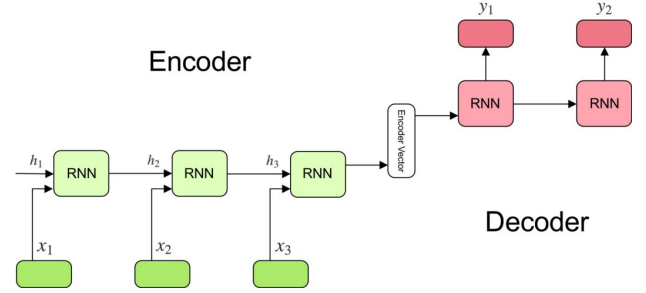 y₁ y₂
Encoder
RNN RNN
Encoder Vector
h₁ RNN h₂ RNN h₃ RNN
Decoder
x₁ x₂ x₃